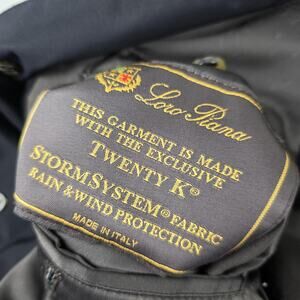 Loro Piana
THIS GARMENT IS MADE
WITH THE EXCLUSIVE
TWENTY K®
STORMSYSTEM® FABRIC
RAIN & WIND PROTECTION
MADE IN ITALY